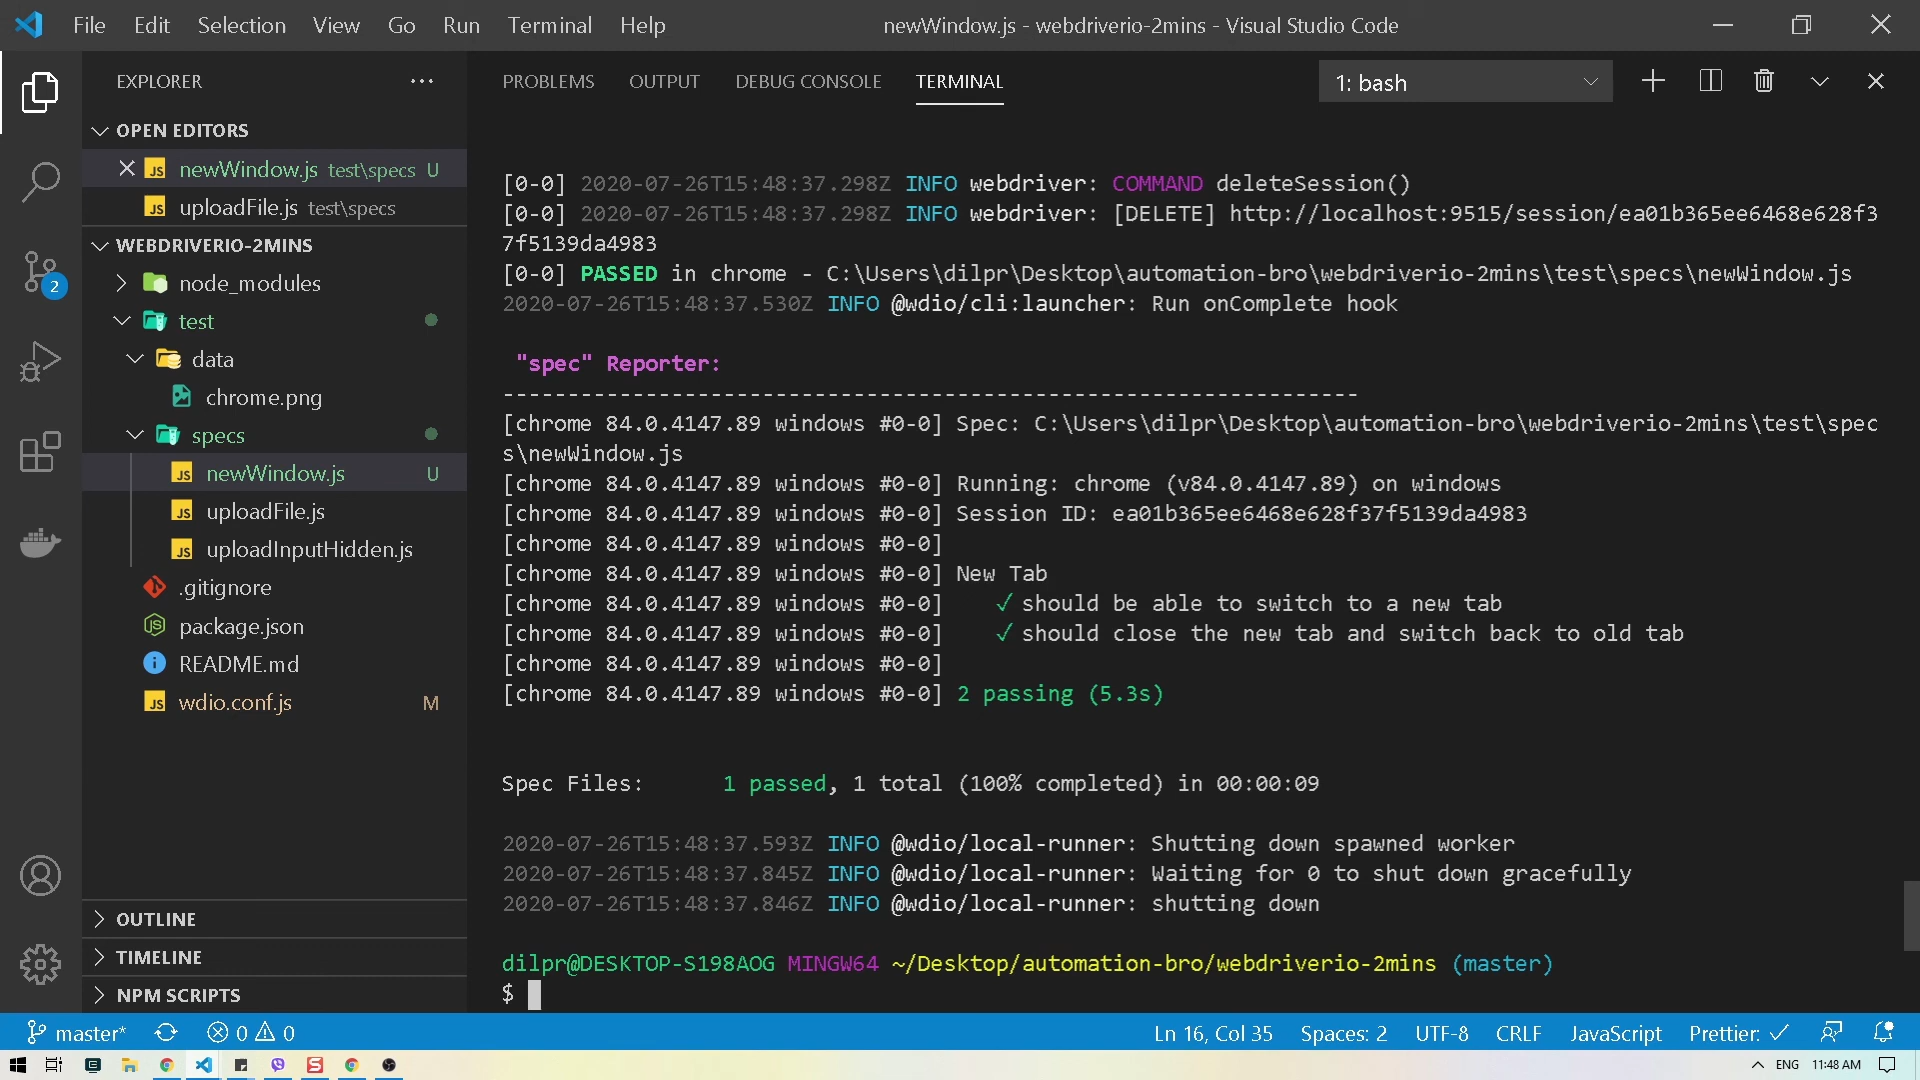 File Edit Selection View Go Run Terminal Help
newWindow.js - webdriverio-2mins - Visual Studio Code
EXPLORER
OPEN EDITORS
JS newWindow.js test\specs U
JS uploadFile.js test\specs
WEBDRIVERIO-2MINS
node_modules
test
data
chrome.png
specs
JS newWindow.js U
JS uploadFile.js
JS uploadInputHidden.js
.gitignore
JS package.json
README.md
JS wdio.conf.js M
OUTLINE
TIMELINE
NPM SCRIPTS
2
PROBLEMS OUTPUT DEBUG CONSOLE TERMINAL
1: bash
[0-0] 2020-07-26T15:48:37.298Z INFO webdriver: COMMAND deleteSession()
[0-0] 2020-07-26T15:48:37.298Z INFO webdriver: [DELETE] http://localhost:9515/session/ea01b365ee6468e628f3
7f5139da4983
[0-0] PASSED in chrome - C:\Users\dilpr\Desktop\automation-bro\webdriverio-2mins\test\specs\newWindow.js
2020-07-26T15:48:37.530Z INFO @wdio/cli:launcher: Run onComplete hook
"spec" Reporter:
------------------------------------------------------------------
[chrome 84.0.4147.89 windows #0-0] Spec: C:\Users\dilpr\Desktop\automation-bro\webdriverio-2mins\test\spec
s\newWindow.js
[chrome 84.0.4147.89 windows #0-0] Running: chrome (v84.0.4147.89) on windows
[chrome 84.0.4147.89 windows #0-0] Session ID: ea01b365ee6468e628f37f5139da4983
[chrome 84.0.4147.89 windows #0-0]
[chrome 84.0.4147.89 windows #0-0] New Tab
[chrome 84.0.4147.89 windows #0-0] ✓ should be able to switch to a new tab
[chrome 84.0.4147.89 windows #0-0] ✓ should close the new tab and switch back to old tab
[chrome 84.0.4147.89 windows #0-0]
[chrome 84.0.4147.89 windows #0-0] 2 passing (5.3s)
Spec Files: 1 passed, 1 total (100% completed) in 00:00:09
2020-07-26T15:48:37.593Z INFO @wdio/local-runner: Shutting down spawned worker
2020-07-26T15:48:37.845Z INFO @wdio/local-runner: Waiting for 0 to shut down gracefully
2020-07-26T15:48:37.846Z INFO @wdio/local-runner: shutting down
dilpr@DESKTOP-S198AOG MINGW64 ~/Desktop/automation-bro/webdriverio-2mins (master)
$
master* 0 0 Ln 16, Col 35 Spaces: 2 UTF-8 CRLF JavaScript Prettier: ✓
ENG 11:48 AM